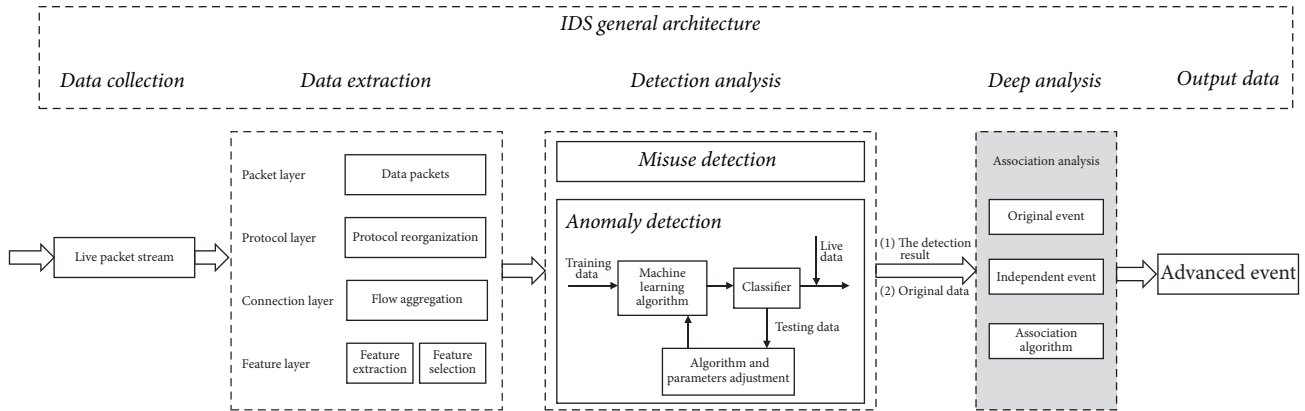 IDS general architecture
Data collection
Data extraction
Detection analysis
Deep analysis
Output data
Live packet stream
Packet layer
Data packets
Protocol layer
Protocol reorganization
Connection layer
Flow aggregation
Feature layer
Feature
extraction
Feature
selection
Misuse detection
Anomaly detection
Training
data
Machine
learning
algorithm
Classifier
Live
data
Testing data
Algorithm and
parameters adjustment
(1) The detection
result
(2) Original data
Association analysis
Original event
Independent event
Association
algorithm
Advanced event